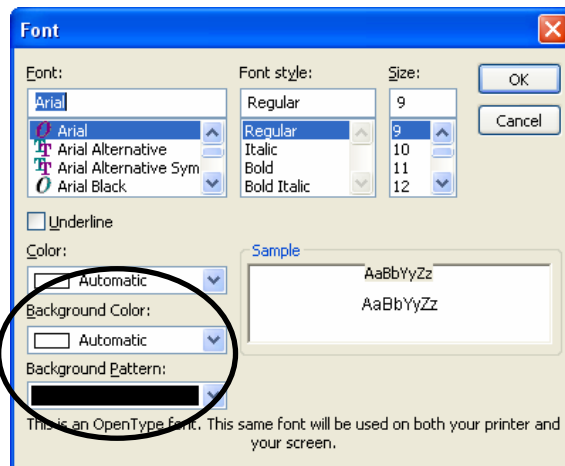 Font
Font:
Font style:
Size:
Arial
Regular
9
OK
Cancel
Arial
Arial Alternative
Arial Alternative Sym
Arial Black
Regular
Italic
Bold
Bold Italic
9
10
11
12
Underline
Color:
Automatic
Background Color:
Automatic
Background Pattern:
Sample
AaBbYyZz
AaBbYyZz
This is an OpenType font. This same font will be used on both your printer and
your screen.